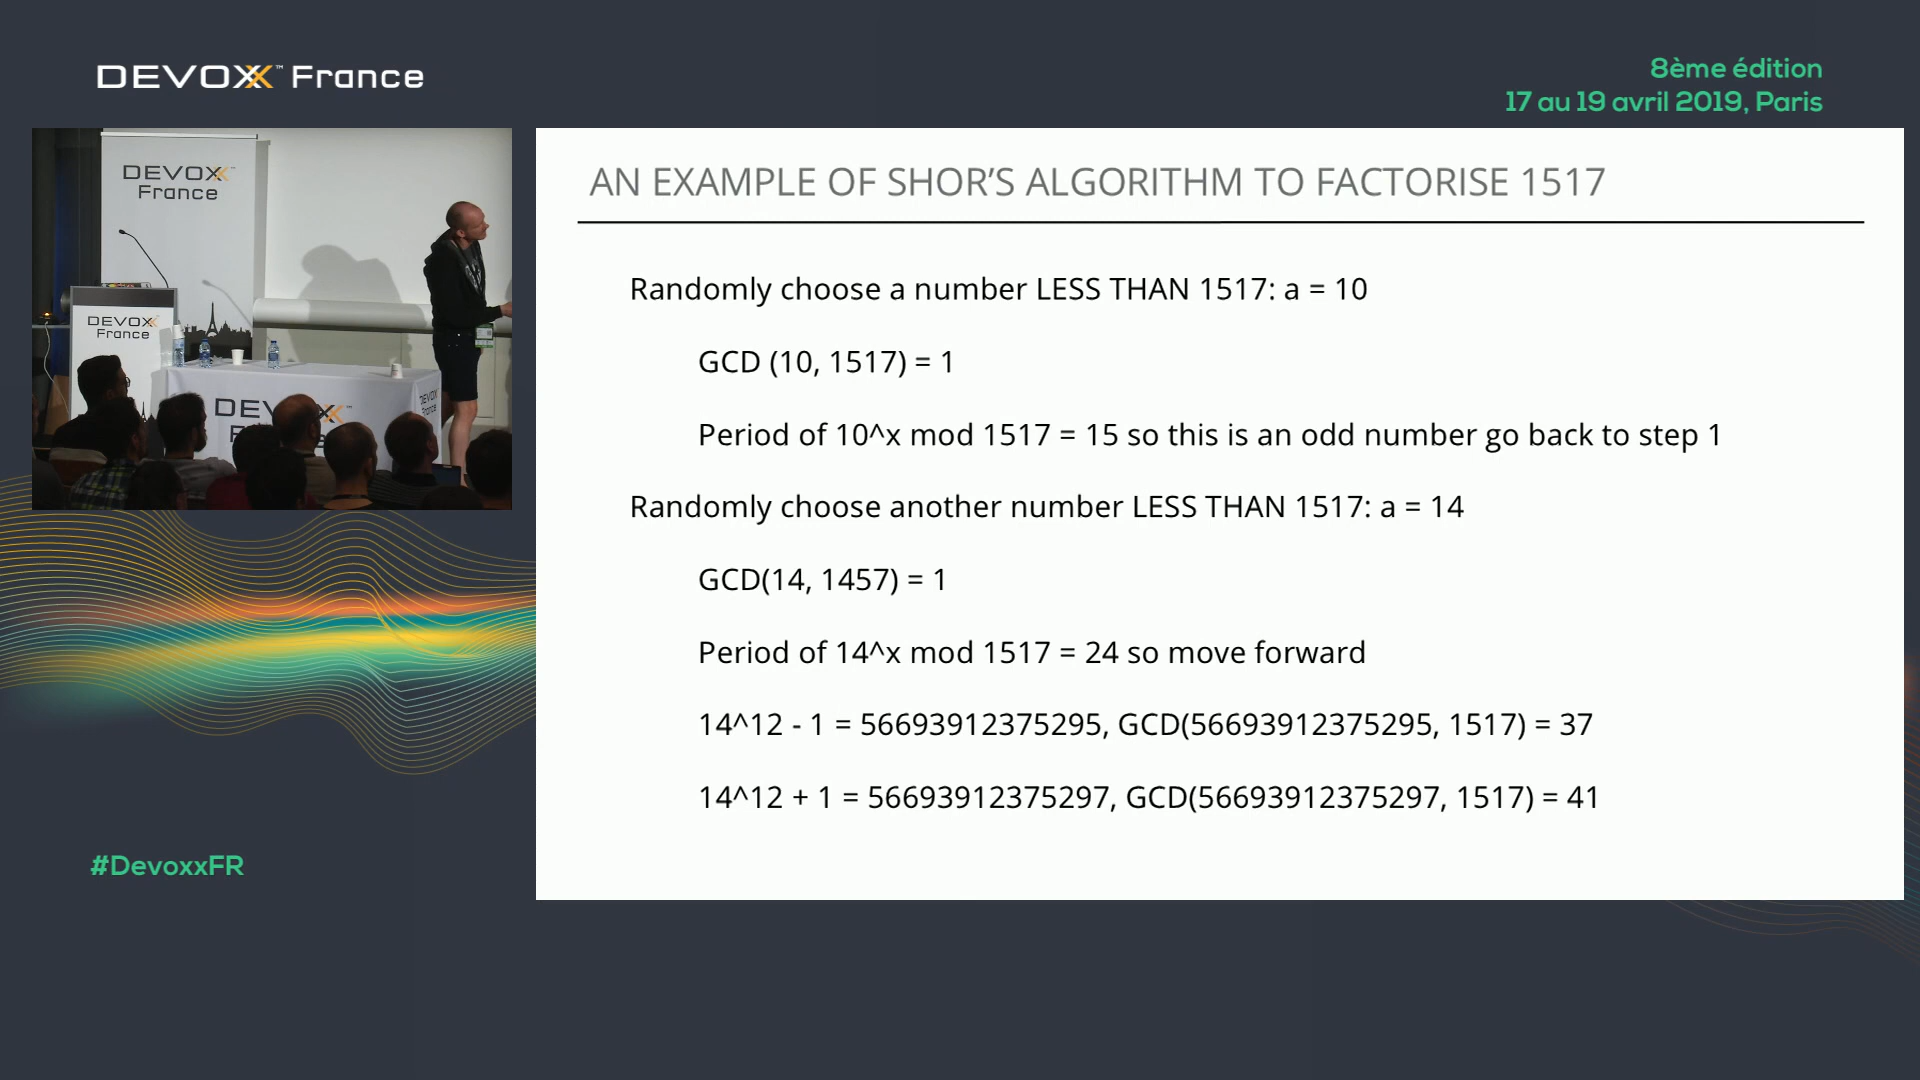 DEVOXX™ France
8ème édition
17 au 19 avril 2019, Paris
DEVOXX™
France
DEVOXX
France
DEVOXX
France
AN EXAMPLE OF SHOR'S ALGORITHM TO FACTORISE 1517
Randomly choose a number LESS THAN 1517: a = 10
GCD (10, 1517) = 1
Period of 10^x mod 1517 = 15 so this is an odd number go back to step 1
Randomly choose another number LESS THAN 1517: a = 14
GCD(14, 1457) = 1
Period of 14^x mod 1517 = 24 so move forward
14^12 - 1 = 56693912375295, GCD(56693912375295, 1517) = 37
14^12 + 1 = 56693912375297, GCD(56693912375297, 1517) = 41
#DevoxxFR